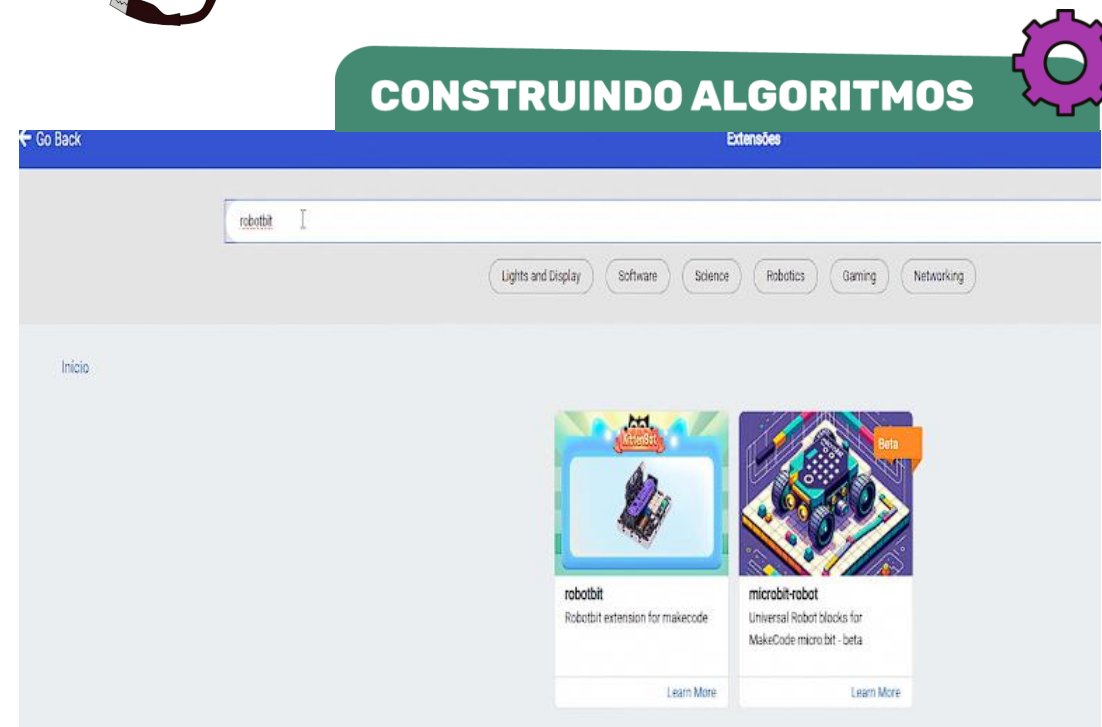 CONSTRUINDO ALGORITMOS
Go Back
Extensões
robotbit
Lights and Display
Software
Science
Robotics
Gaming
Networking
Início
KittenBot
Beta
robotbit
Robotbit extension for makecode
Learn More
microbit-robot
Universal Robot blocks for
MakeCode micro:bit - beta
Learn More